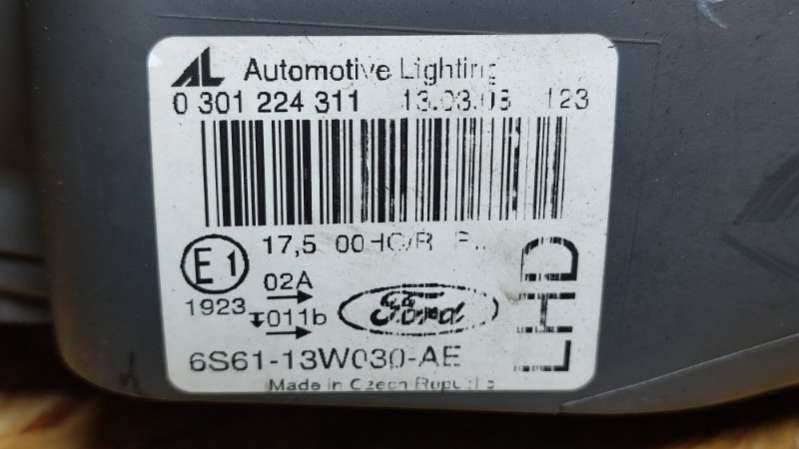 AL Automotive Lighting
0 301 224 311 13.03.08 123
17,5 00HC/R
E1
02A
1923
011b
Ford
6S61-13W030-AE
LHD
Made in Czech Republic